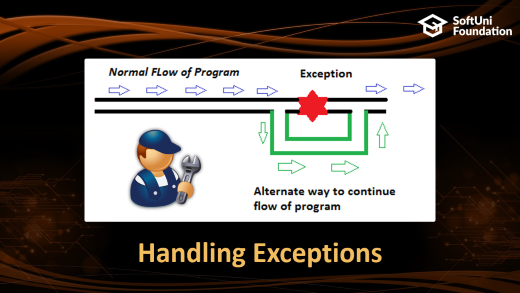 SoftUni
Foundation
Normal FLow of Program
Exception
Alternate way to continue
flow of program
Handling Exceptions